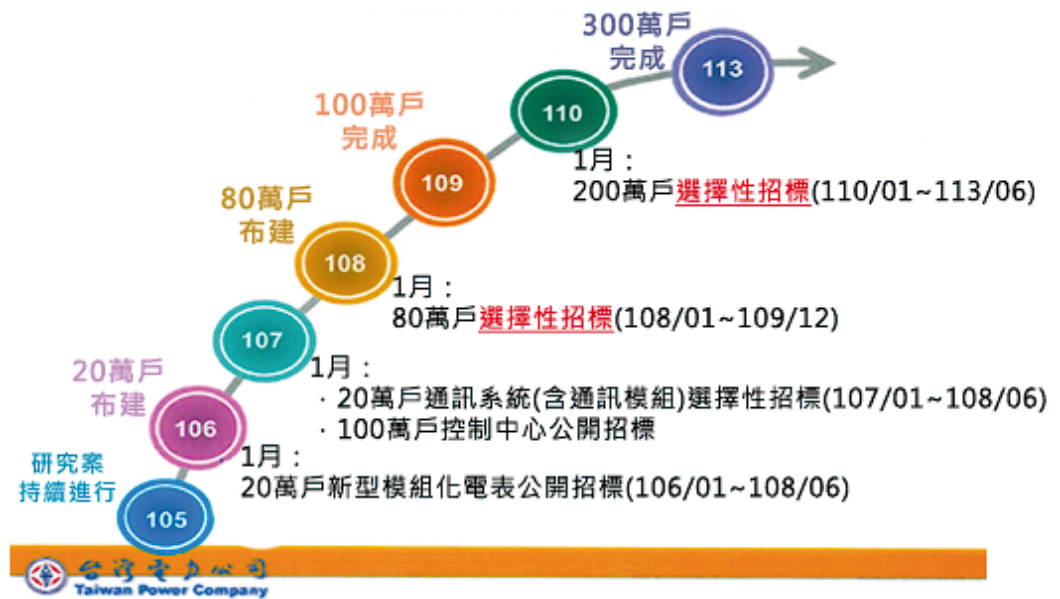 300萬戶
完成
113
110
100萬戶
完成
109
1月：
200萬戶選擇性招標(110/01~113/06)
80萬戶
布建
108
1月：
80萬戶選擇性招標(108/01~109/12)
107
1月：
．20萬戶通訊系統(含通訊模組)選擇性招標(107/01~108/06)
．100萬戶控制中心公開招標
20萬戶
布建
106
1月：
20萬戶新型模組化電表公開招標(106/01~108/06)
研究案
持續進行
105
台灣電力公司
Taiwan Power Company